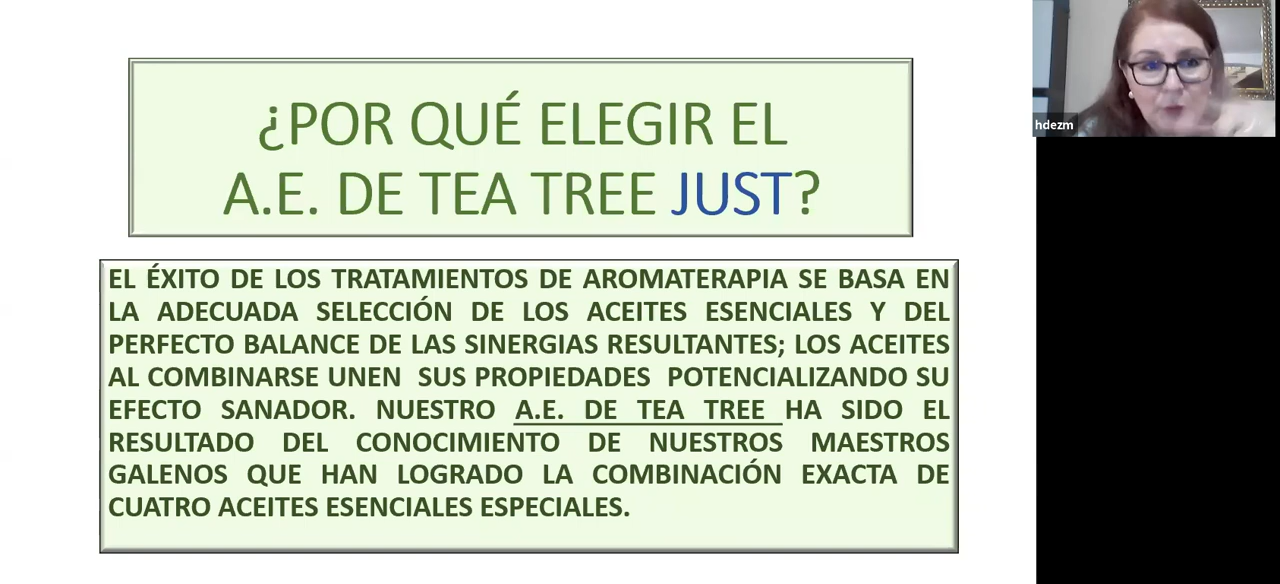 ¿POR QUÉ ELEGIR EL
A.E. DE TEA TREE JUST?
EL ÉXITO DE LOS TRATAMIENTOS DE AROMATERAPIA SE BASA EN
LA ADECUADA SELECCIÓN DE LOS ACEITES ESENCIALES Y DEL
PERFECTO BALANCE DE LAS SINERGIAS RESULTANTES; LOS ACEITES
AL COMBINARSE UNEN SUS PROPIEDADES POTENCIALIZANDO SU
EFECTO SANADOR. NUESTRO A.E. DE TEA TREE HA SIDO EL
RESULTADO DEL CONOCIMIENTO DE NUESTROS MAESTROS
GALENOS QUE HAN LOGRADO LA COMBINACIÓN EXACTA DE
CUATRO ACEITES ESENCIALES ESPECIALES.
hdezm